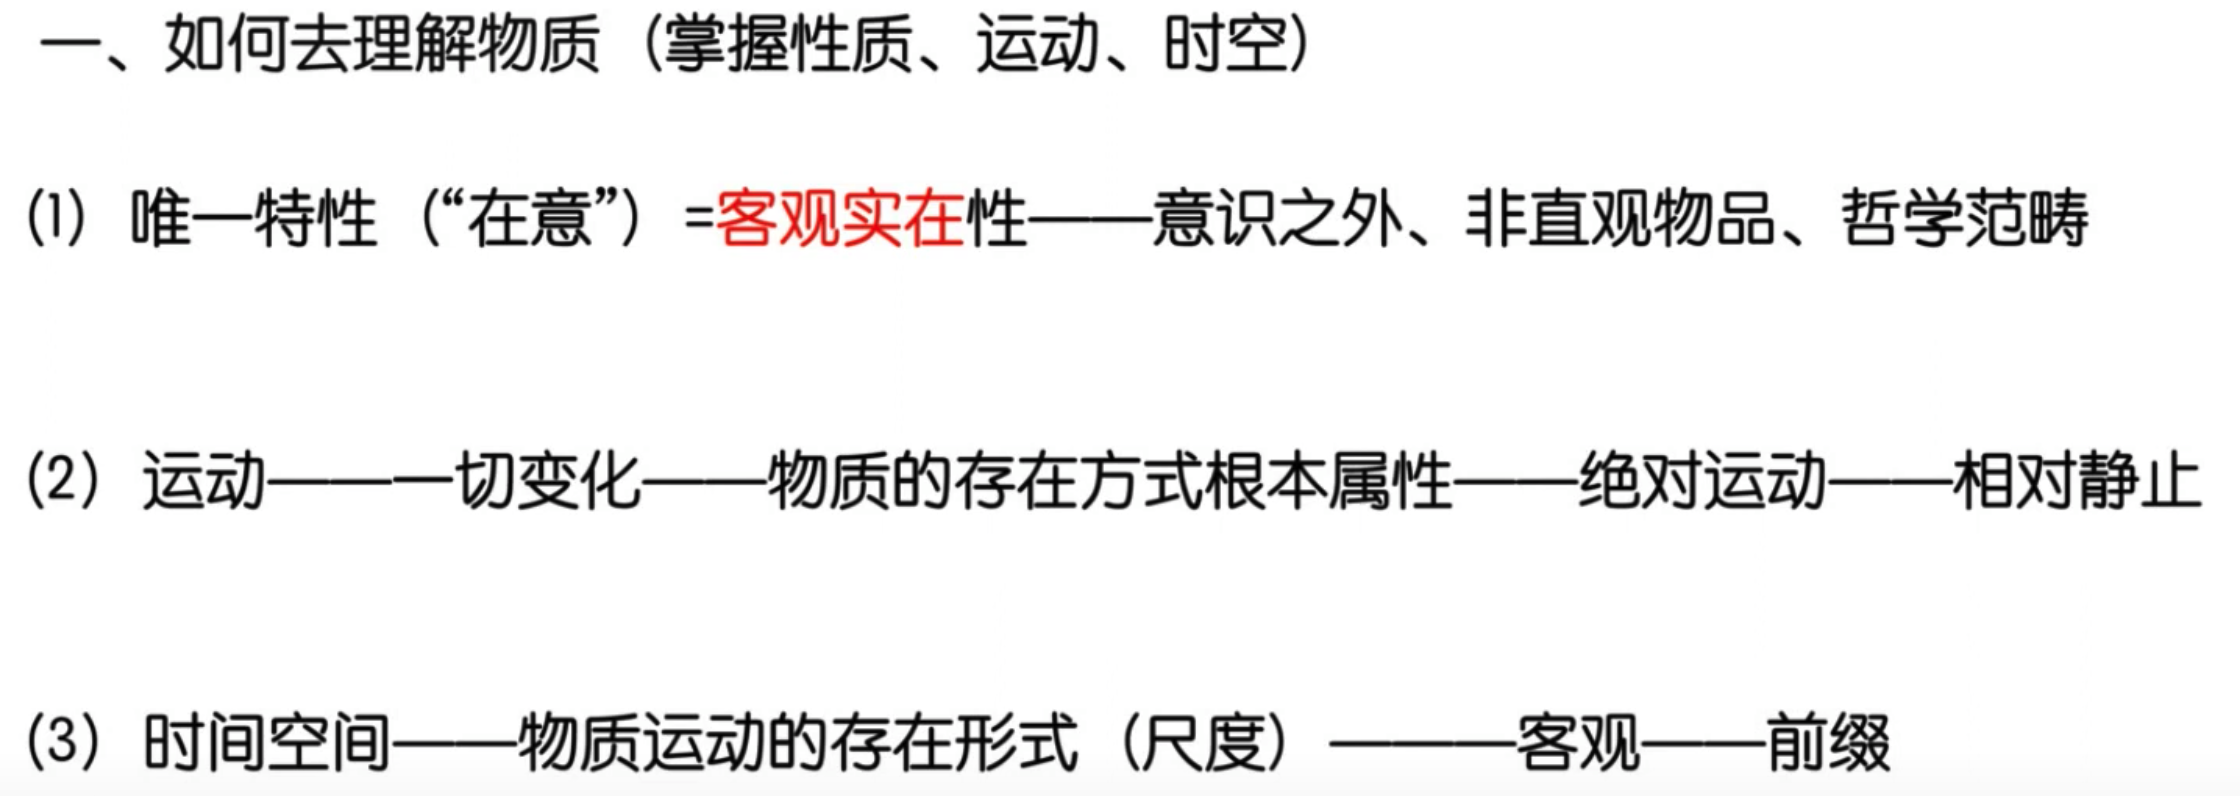 一、如何去理解物质（掌握性质、运动、时空）
(1) 唯一特性（“在意”）=客观实在性——意识之外、非直观物品、哲学范畴
(2) 运动——一切变化——物质的存在方式根本属性——绝对运动——相对静止
(3) 时间空间——物质运动的存在形式（尺度）———客观——前缀